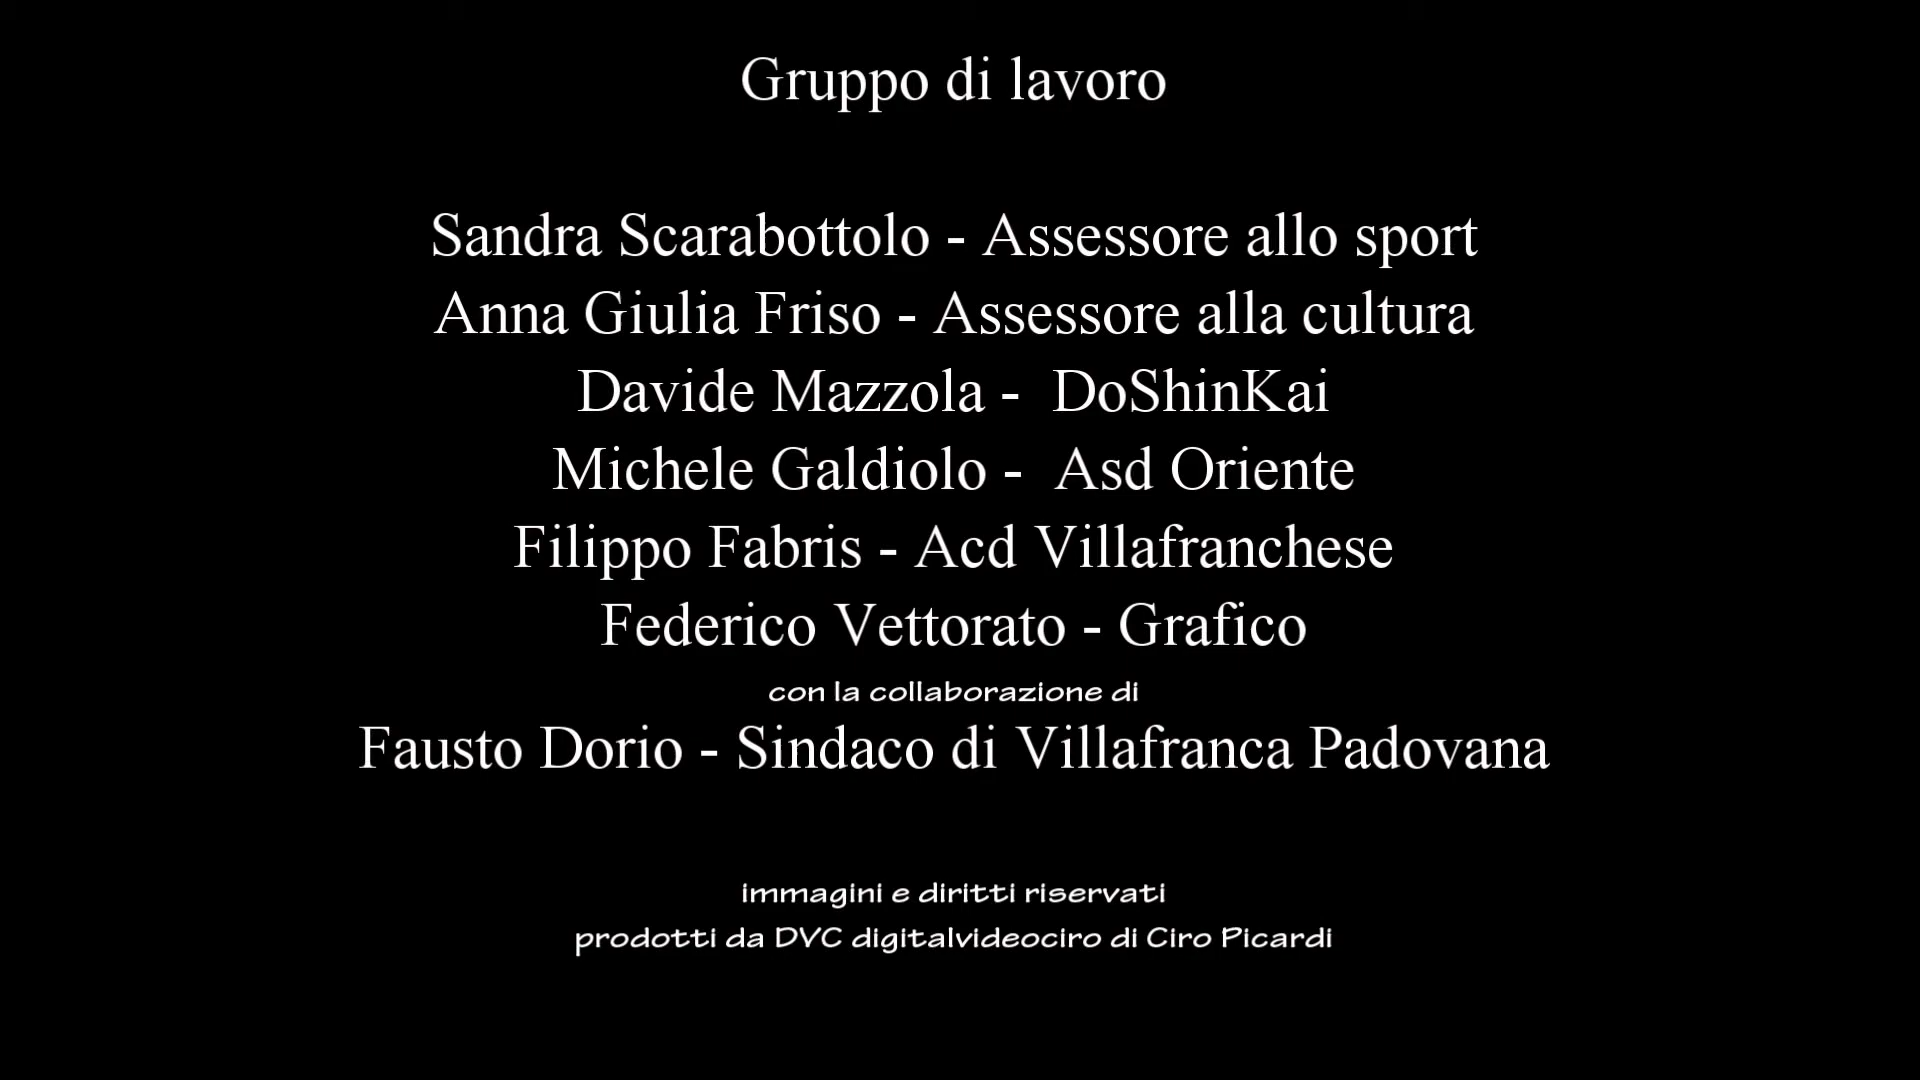 Gruppo di lavoro
Sandra Scarabottolo - Assessore allo sport
Anna Giulia Friso - Assessore alla cultura
Davide Mazzola - DoShinKai
Michele Galdiolo - Asd Oriente
Filippo Fabris - Acd Villafranchese
Federico Vettorato - Grafico
con la collaborazione di
Fausto Dorio - Sindaco di Villafranca Padovana
immagini e diritti riservati
prodotti da DVC digitalvideociro di Ciro Picardi